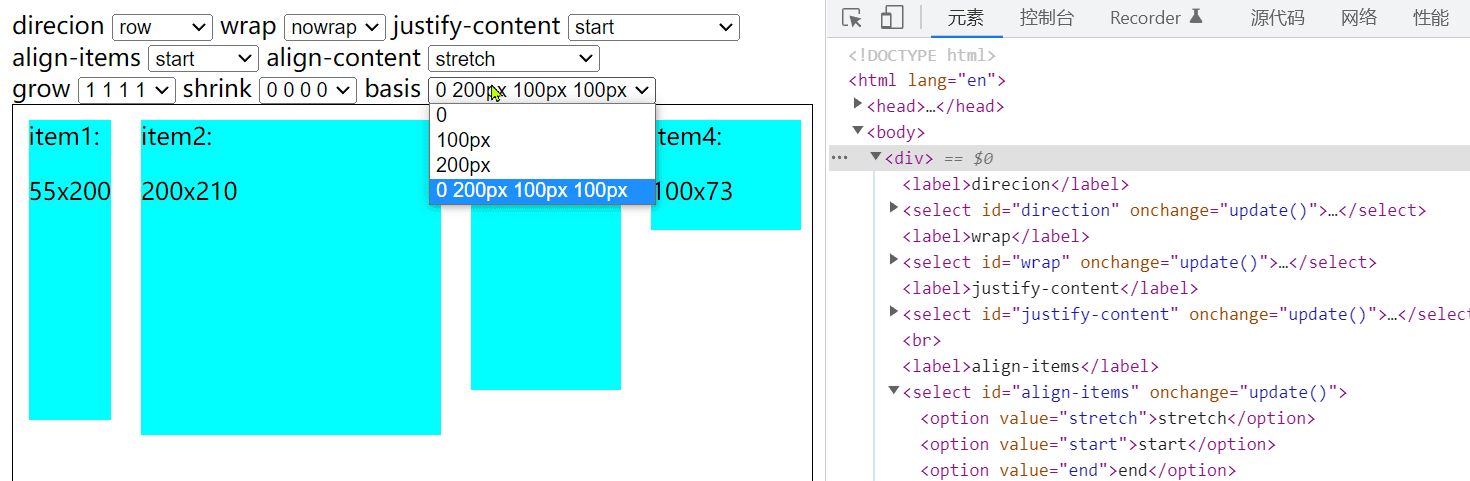 direcion row wrap nowrap justify-content start
align-items start align-content stretch
grow 1 1 1 1 shrink 0 0 0 0 basis 0 200px 100px 100px
0
100px
200px
0 200px 100px 100px
item1:
55x200
item2:
200x210
tem4:
100x73
元素 控制台 Recorder 源代码 网络 性能
<!DOCTYPE html>
<html lang="en">
<head>…</head>
<body>
<div> == $0
<label>direcion</label>
<select id="direction" onchange="update()">…</select>
<label>wrap</label>
<select id="wrap" onchange="update()">…</select>
<label>justify-content</label>
<select id="justify-content" onchange="update()">…</select
<br>
<label>align-items</label>
<select id="align-items" onchange="update()">
<option value="stretch">stretch</option>
<option value="start">start</option>
<option value="end">end</option>